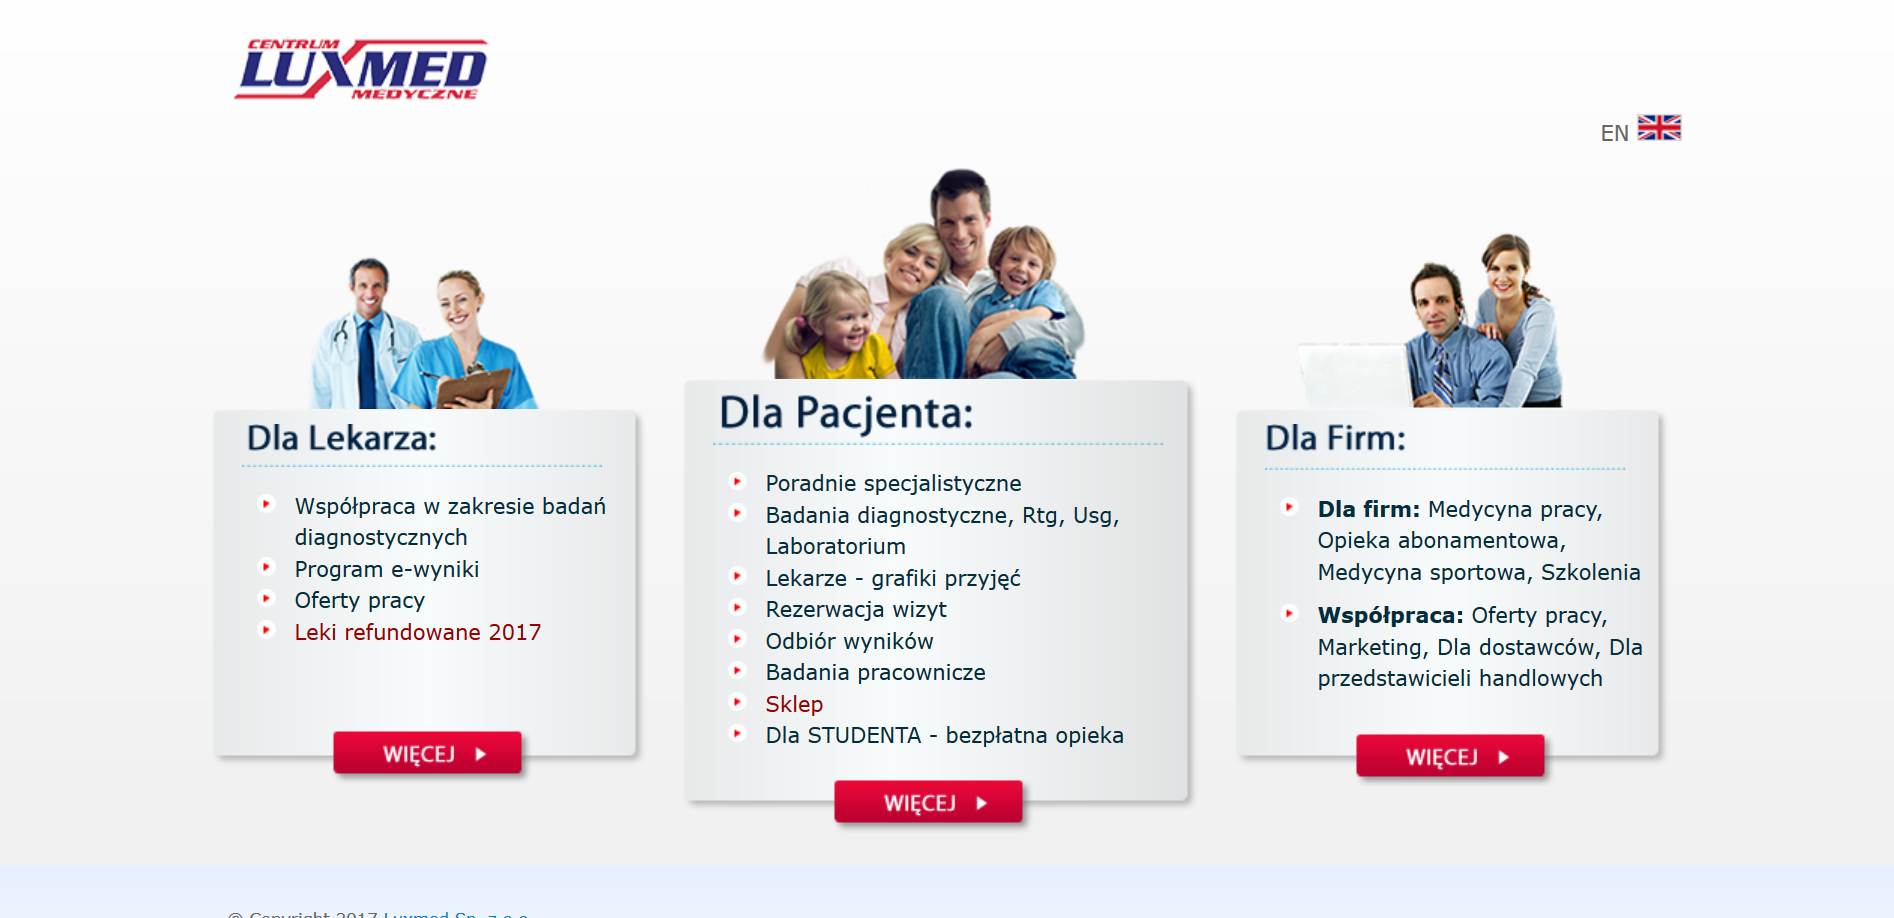 CENTRUM
LUXMED
MEDYCZNE
EN
Dla Lekarza:
Współpraca w zakresie badań
diagnostycznych
Program e-wyniki
Oferty pracy
Leki refundowane 2017
WIĘCEJ
Dla Pacjenta:
Poradnie specjalistyczne
Badania diagnostyczne, Rtg, Usg,
Laboratorium
Lekarze - grafiki przyjęć
Rezerwacja wizyt
Odbiór wyników
Badania pracownicze
Sklep
Dla STUDENTA - bezpłatna opieka
WIĘCEJ
Dla Firm:
Dla firm: Medycyna pracy,
Opieka abonamentowa,
Medycyna sportowa, Szkolenia
Współpraca: Oferty pracy,
Marketing, Dla dostawców, Dla
przedstawicieli handlowych
WIĘCEJ
© Copyright 2017 Luxmed Sp. z o.o.